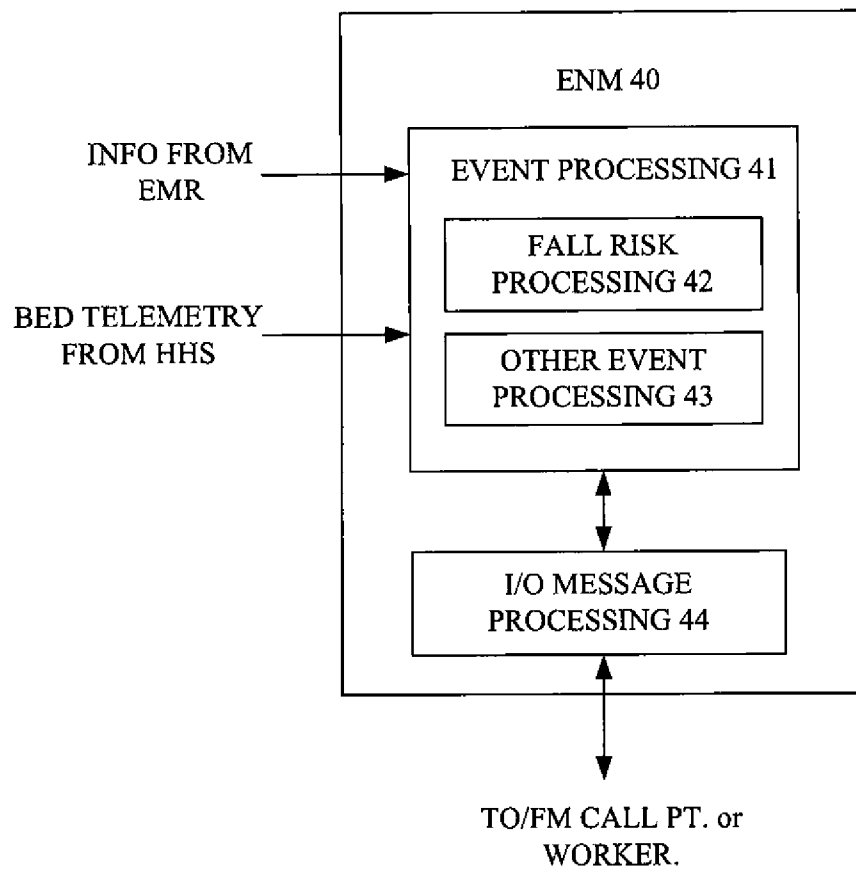 ENM 40
INFO FROM
EMR
EVENT PROCESSING 41
FALL RISK
PROCESSING 42
BED TELEMETRY
FROM HHS
OTHER EVENT
PROCESSING 43
I/O MESSAGE
PROCESSING 44
TO/FM CALL PT. or
WORKER.